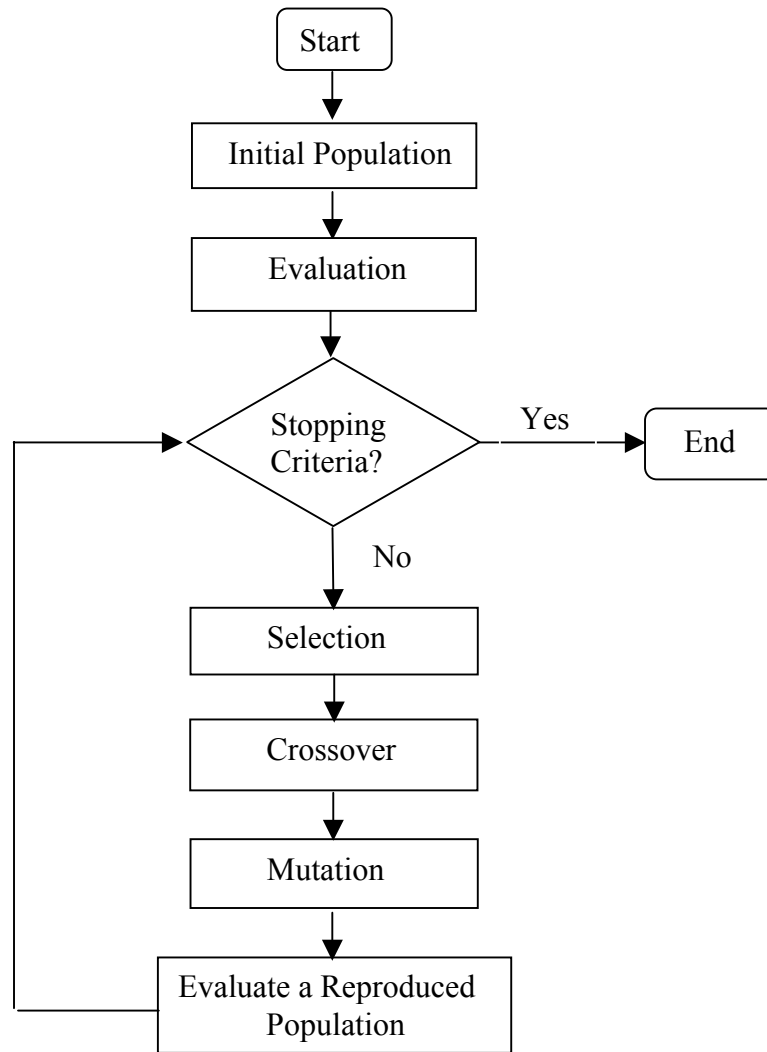 Start
Initial Population
Evaluation
Stopping
Criteria?
Yes
End
No
Selection
Crossover
Mutation
Evaluate a Reproduced
Population